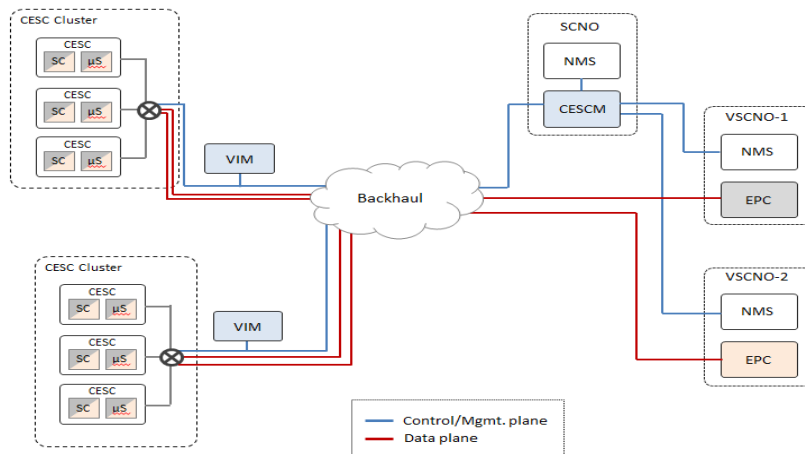 CESC Cluster
CESC
SC µS
CESC
SC µS
CESC
SC µS
VIM
Backhaul
SCNO
NMS
CESCM
VSCNO-1
NMS
EPC
VSCNO-2
NMS
EPC
CESC Cluster
CESC
SC µS
CESC
SC µS
CESC
SC µS
VIM
Control/Mgmt. plane
Data plane